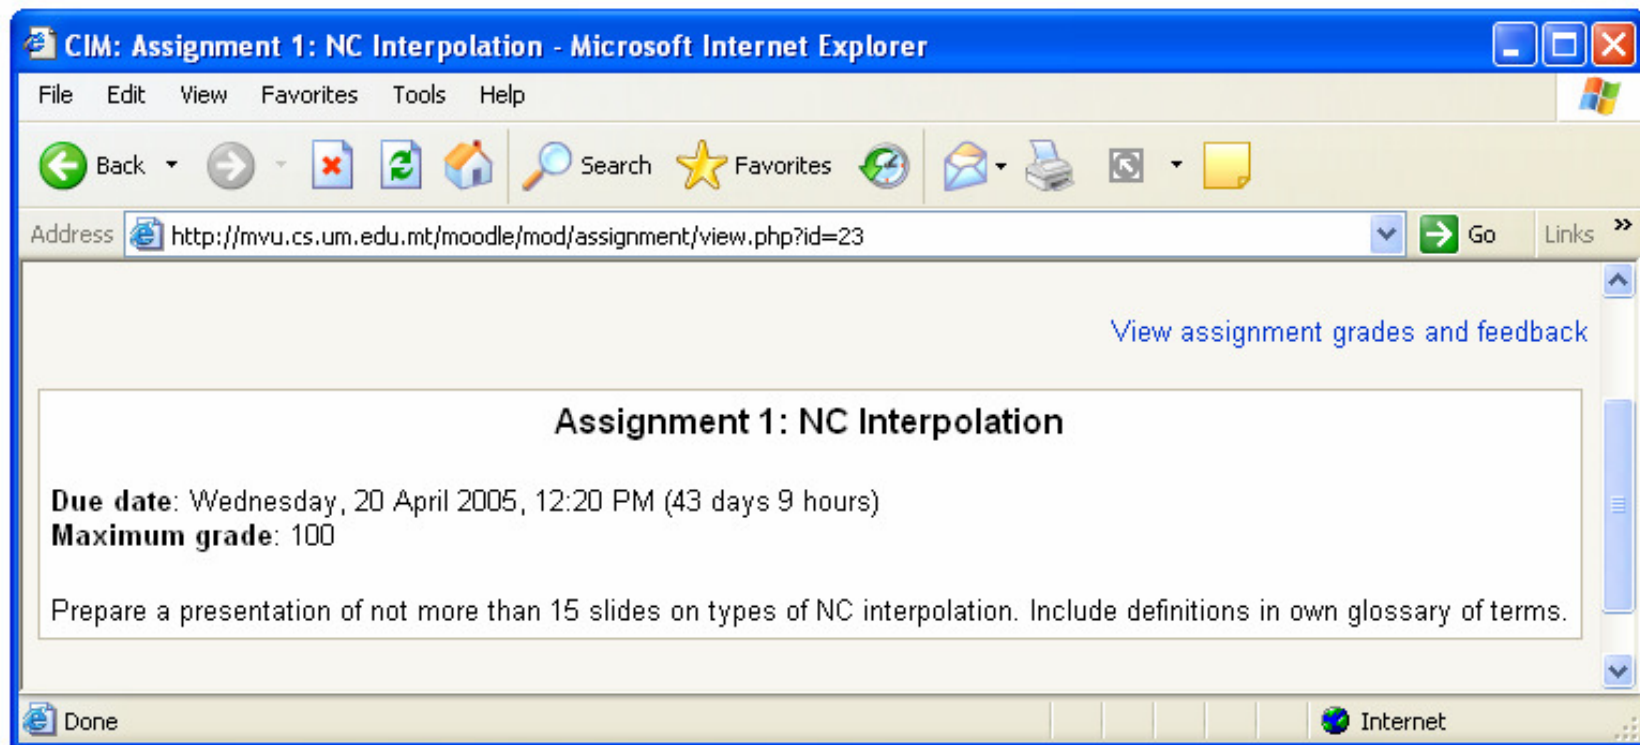 CIM: Assignment 1: NC Interpolation - Microsoft Internet Explorer
File Edit View Favorites Tools Help
Back Search Favorites
Address http://mvu.cs.um.edu.mt/moodle/mod/assignment/view.php?id=23 Go Links »
View assignment grades and feedback
Assignment 1: NC Interpolation
Due date: Wednesday, 20 April 2005, 12:20 PM (43 days 9 hours)
Maximum grade: 100
Prepare a presentation of not more than 15 slides on types of NC interpolation. Include definitions in own glossary of terms.
Done Internet